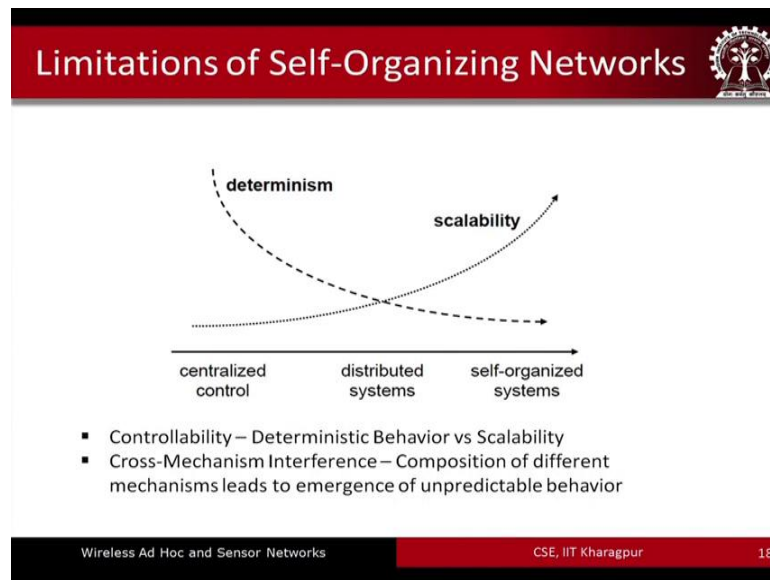 Limitations of Self-Organizing Networks
determinism
scalability
centralized
control
distributed
systems
self-organized
systems
▪ Controllability – Deterministic Behavior vs Scalability
▪ Cross-Mechanism Interference – Composition of different
mechanisms leads to emergence of unpredictable behavior
Wireless Ad Hoc and Sensor Networks
CSE, IIT Kharagpur
18